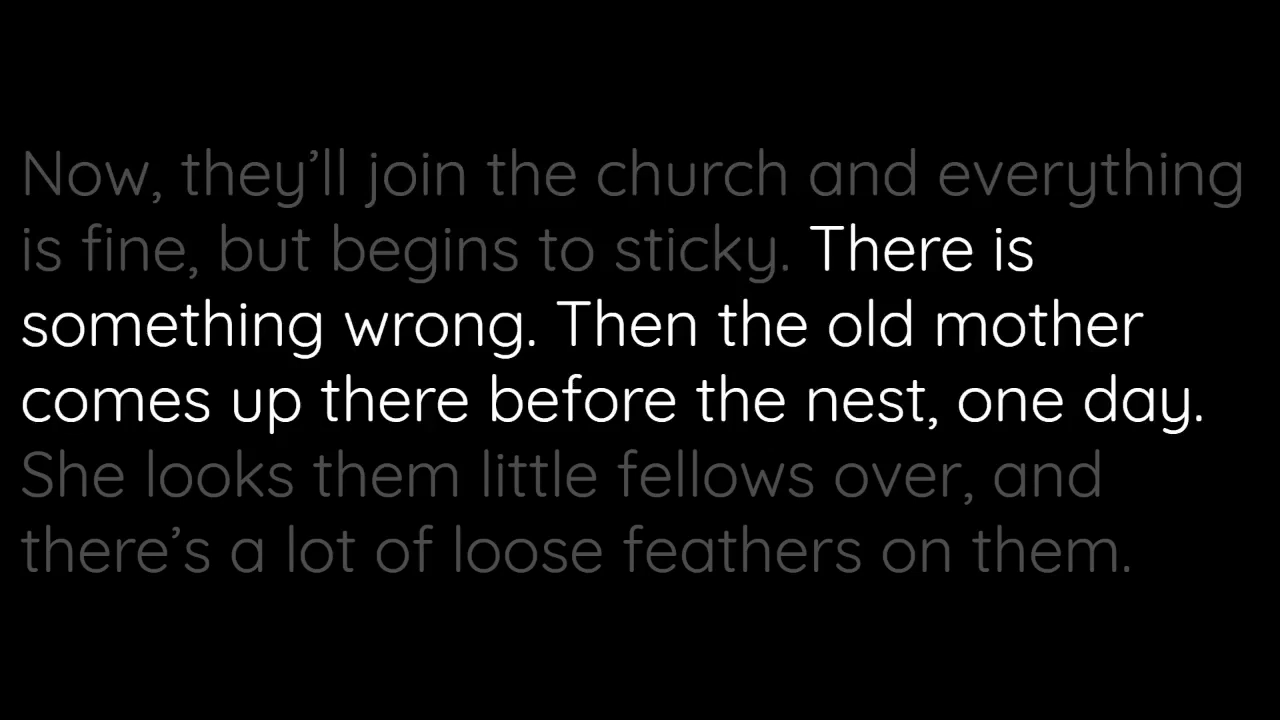 Now, they’ll join the church and everything
is fine, but begins to sticky. There is
something wrong. Then the old mother
comes up there before the nest, one day.
She looks them little fellows over, and
there’s a lot of loose feathers on them.